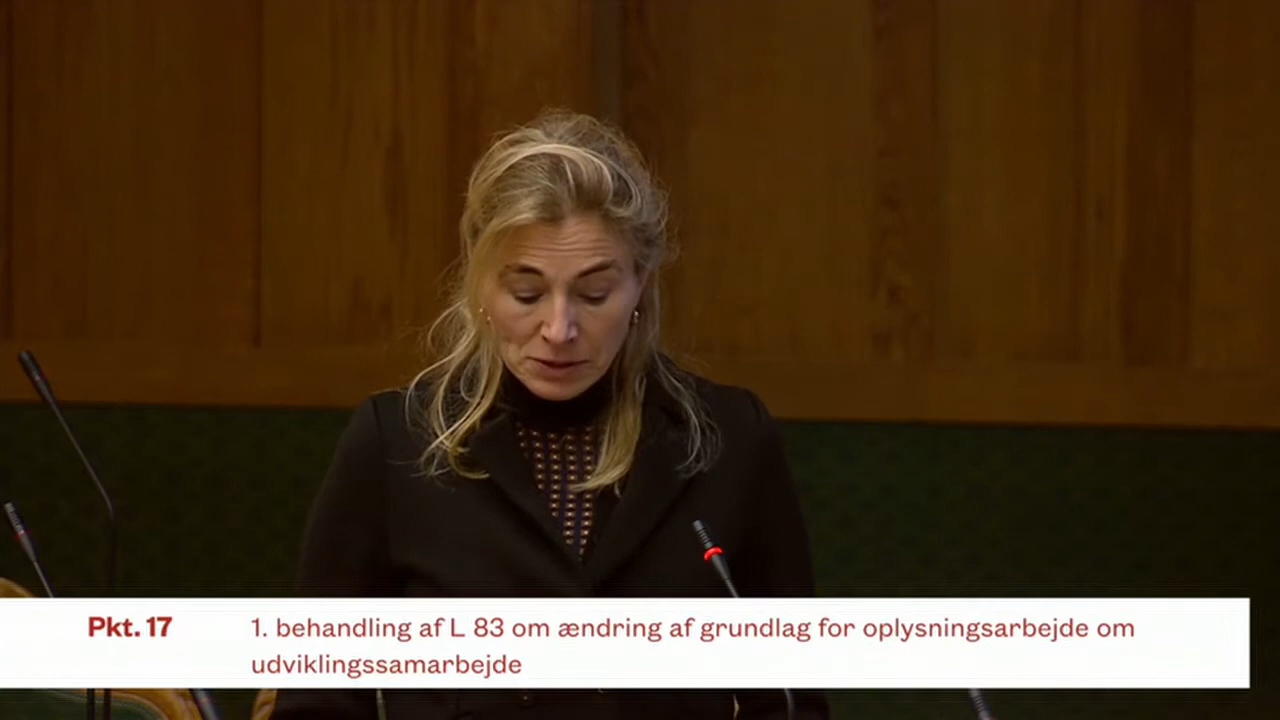 Pkt. 17
1. behandling af L 83 om ændring af grundlag for oplysningsarbejde om
udviklingssamarbejde